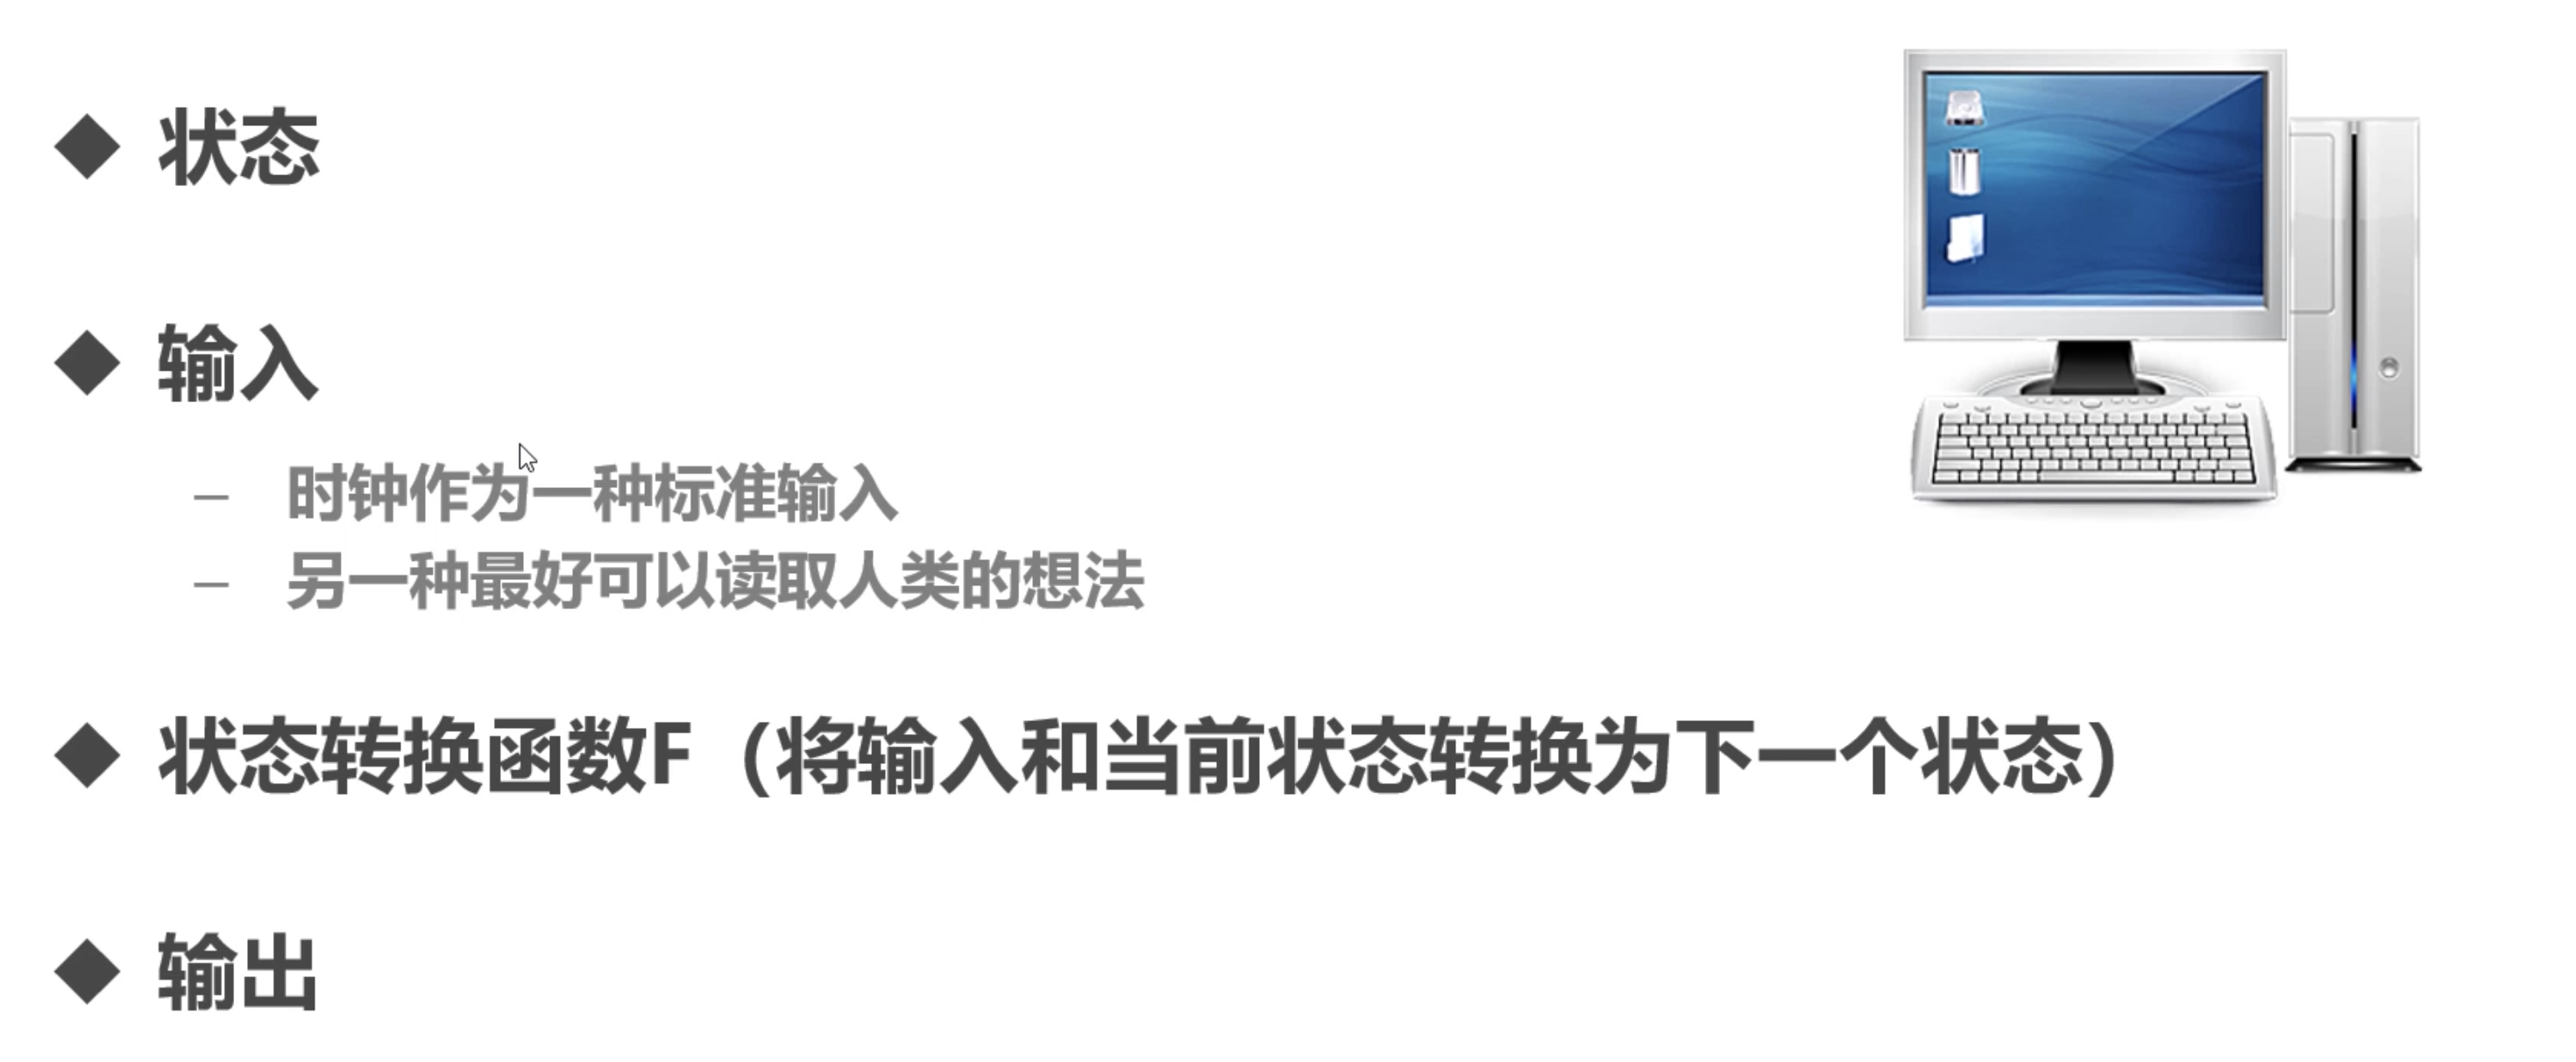 ◆ 状态
◆ 输入
– 时钟作为一种标准输入
– 另一种最好可以读取人类的想法
◆ 状态转换函数F（将输入和当前状态转换为下一个状态）
◆ 输出